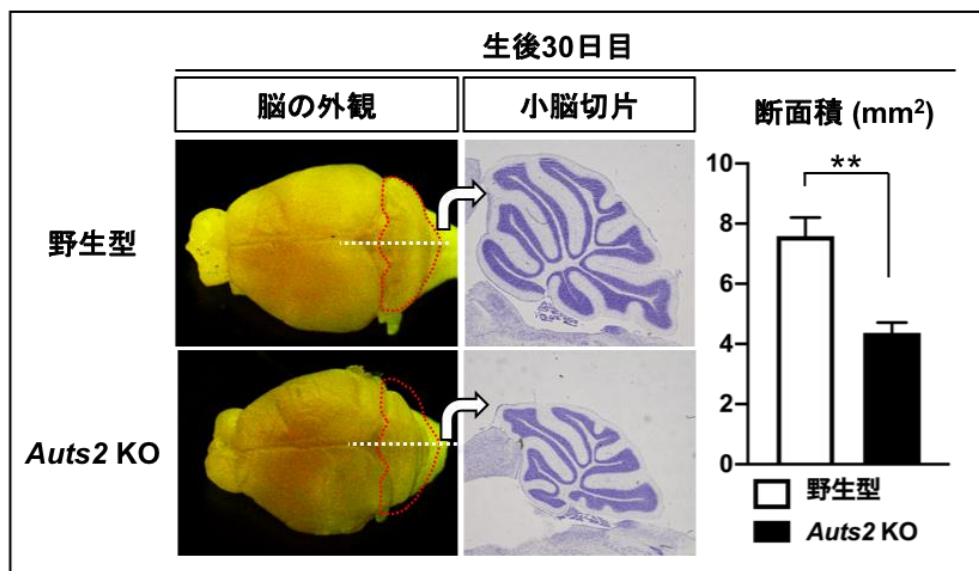 生後30日目
脳の外観
小脳切片
断面積 (mm²)
野生型
Auts2 KO
**
10
8
6
4
2
0
野生型
Auts2 KO